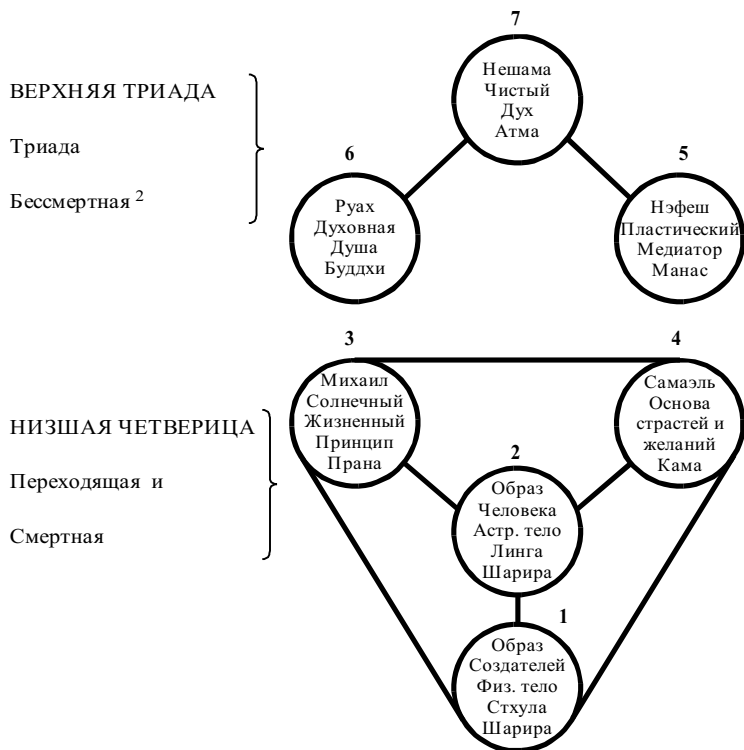 7
Нешама
Чистый
Дух
Атма
ВЕРХНЯЯ ТРИАДА
Триада
Бессмертная 2
6
Руах
Духовная
Душа
Буддхи
5
Нэфеш
Пластический
Медиатор
Манас
3
Михаил
Солнечный
Жизненный
Принцип
Прана
4
Самаэль
Основа
страстей и
желаний
Кама
НИЗШАЯ ЧЕТВЕРИЦА
Переходящая и
Смертная
2
Образ
Человека
Астр. тело
Линга
Шарира
1
Образ
Создателей
Физ. тело
Стхула
Шарира